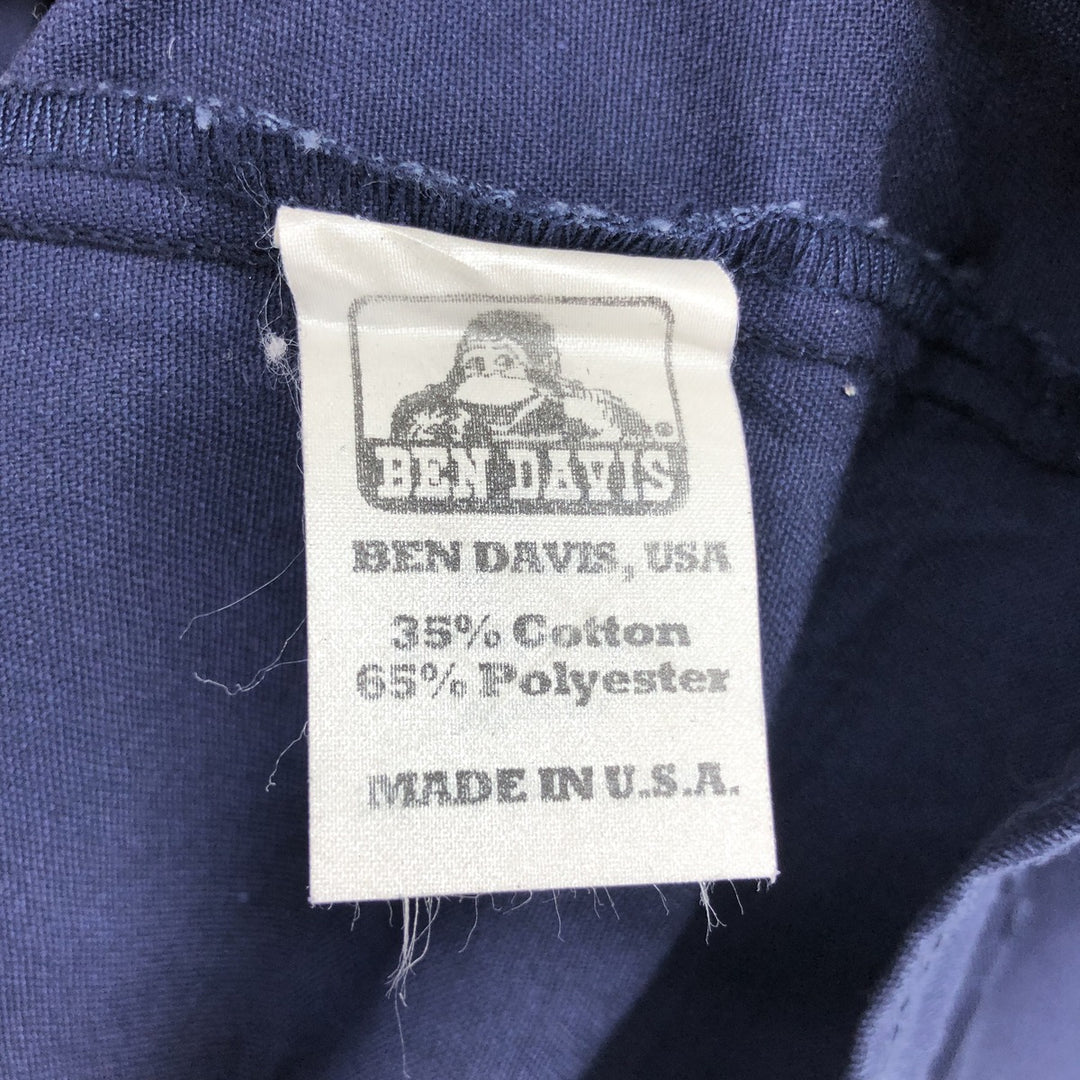 ®
BEN DAVIS
BEN DAVIS, USA
35% Cotton
65% Polyester
MADE IN U.S.A.